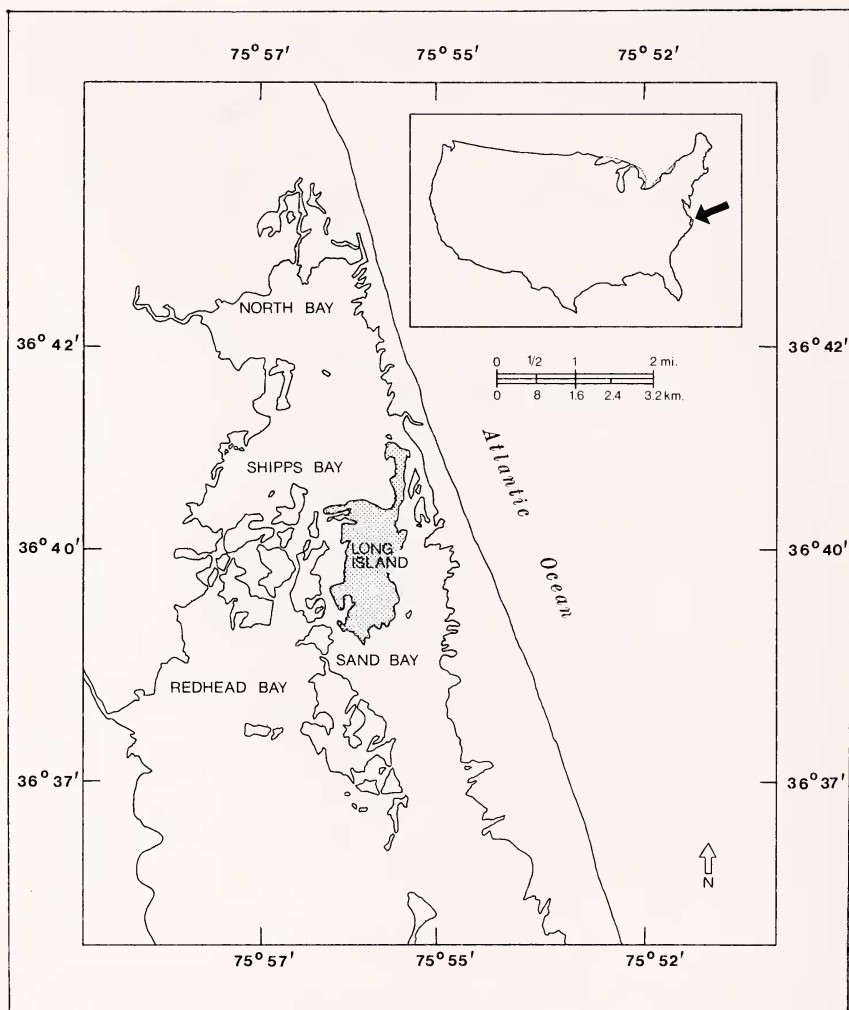 75° 57' 75° 55' 75° 52'
NORTH BAY
36° 42' 36° 42'
0 1/2 1 2 mi.
0 8 1.6 2.4 3.2 km.
Atlantic Ocean
SHIPPS BAY
36° 40' 36° 40'
LONG
ISLAND
SAND BAY
REDHEAD BAY
36° 37' 36° 37'
N
75° 57' 75° 55' 75° 52'